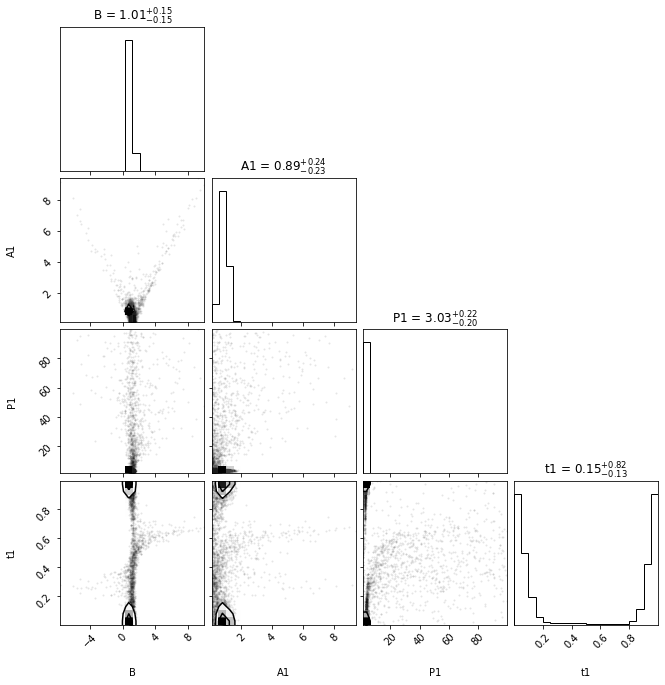 B = 1.01+0.15−0.15
A1 = 0.89+0.24−0.23
8
6
4
2
A1
P1 = 3.03+0.22−0.20
80
60
40
20
P1
t1 = 0.15+0.82−0.13
0.8
0.6
0.4
0.2
t1
−4 0 4 8
2 4 6 8
20 40 60 80
0.2 0.4 0.6 0.8
B A1 P1 t1